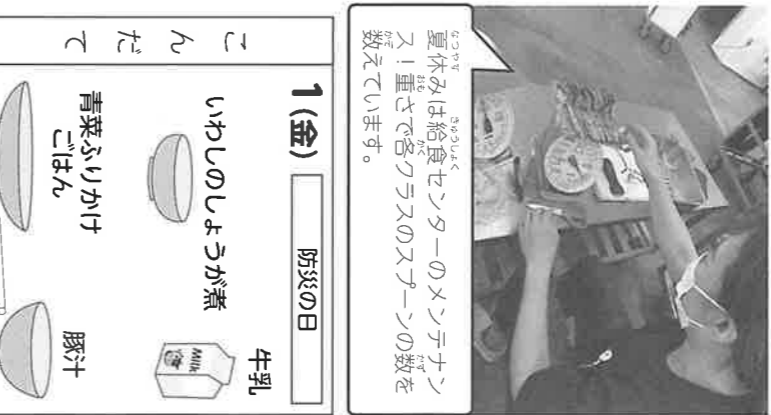 夏休みは給食センターのメンテナン
ス！重さで各クラスのスプーンの数を
数えています。
こんだて
1(金)
防災の日
いわしのしょうが煮
牛乳
Milk
青菜ふりかけ
ごはん
豚汁